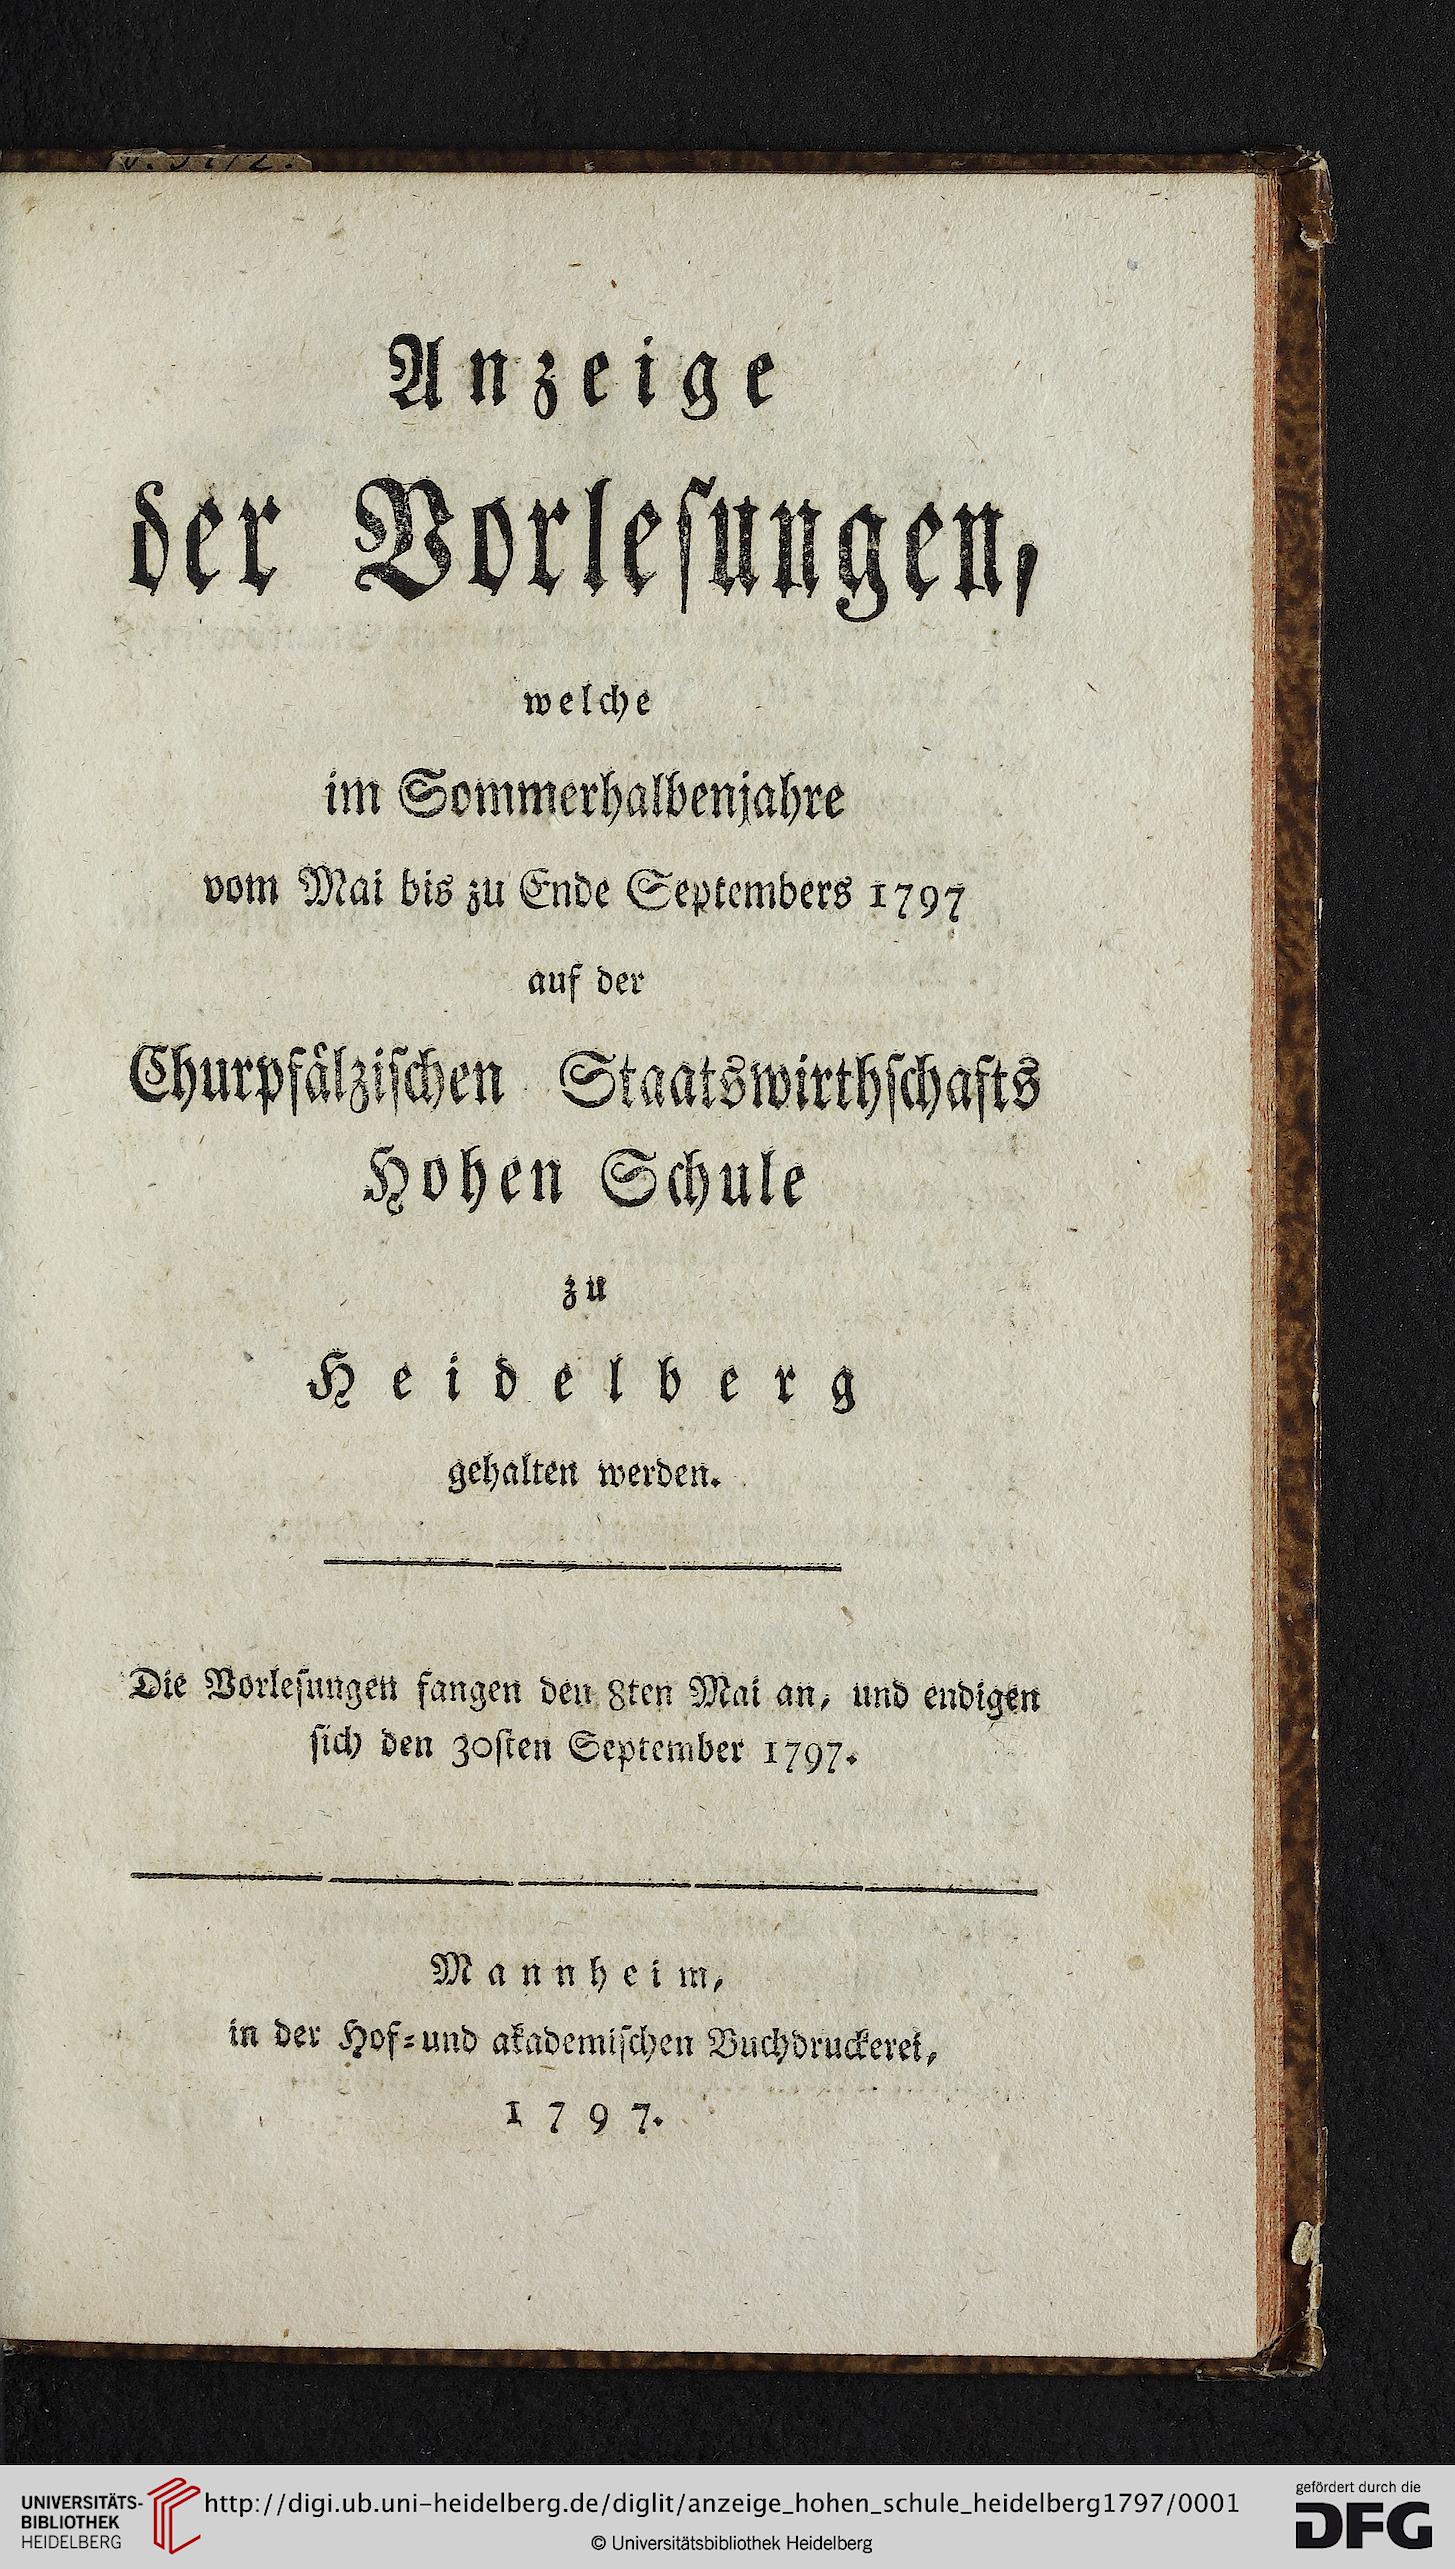 Anzeige
der Vorleſungen,
welche
im Sommerhalbenjahre
vom Mai bis zu Ende Septembers 1797
auf der
Churpfälziſchen Staatswirthſchafts
Hohen Schule
zu
Heidelberg
gehalten werden.
Die Vorleſungen fangen den 8ten Mai an, und endigen
ſich den 30ſten September 1797.
Mannheim,
in der Hof-und akademiſchen Buchdruckerei,
1797.
UNIVERSITÄTS-
BIBLIOTHEK
HEIDELBERG
http://digi.ub.uni-heidelberg.de/diglit/anzeige_hohen_schule_heidelberg1797/0001
© Universitätsbibliothek Heidelberg
gefördert durch die
DFG